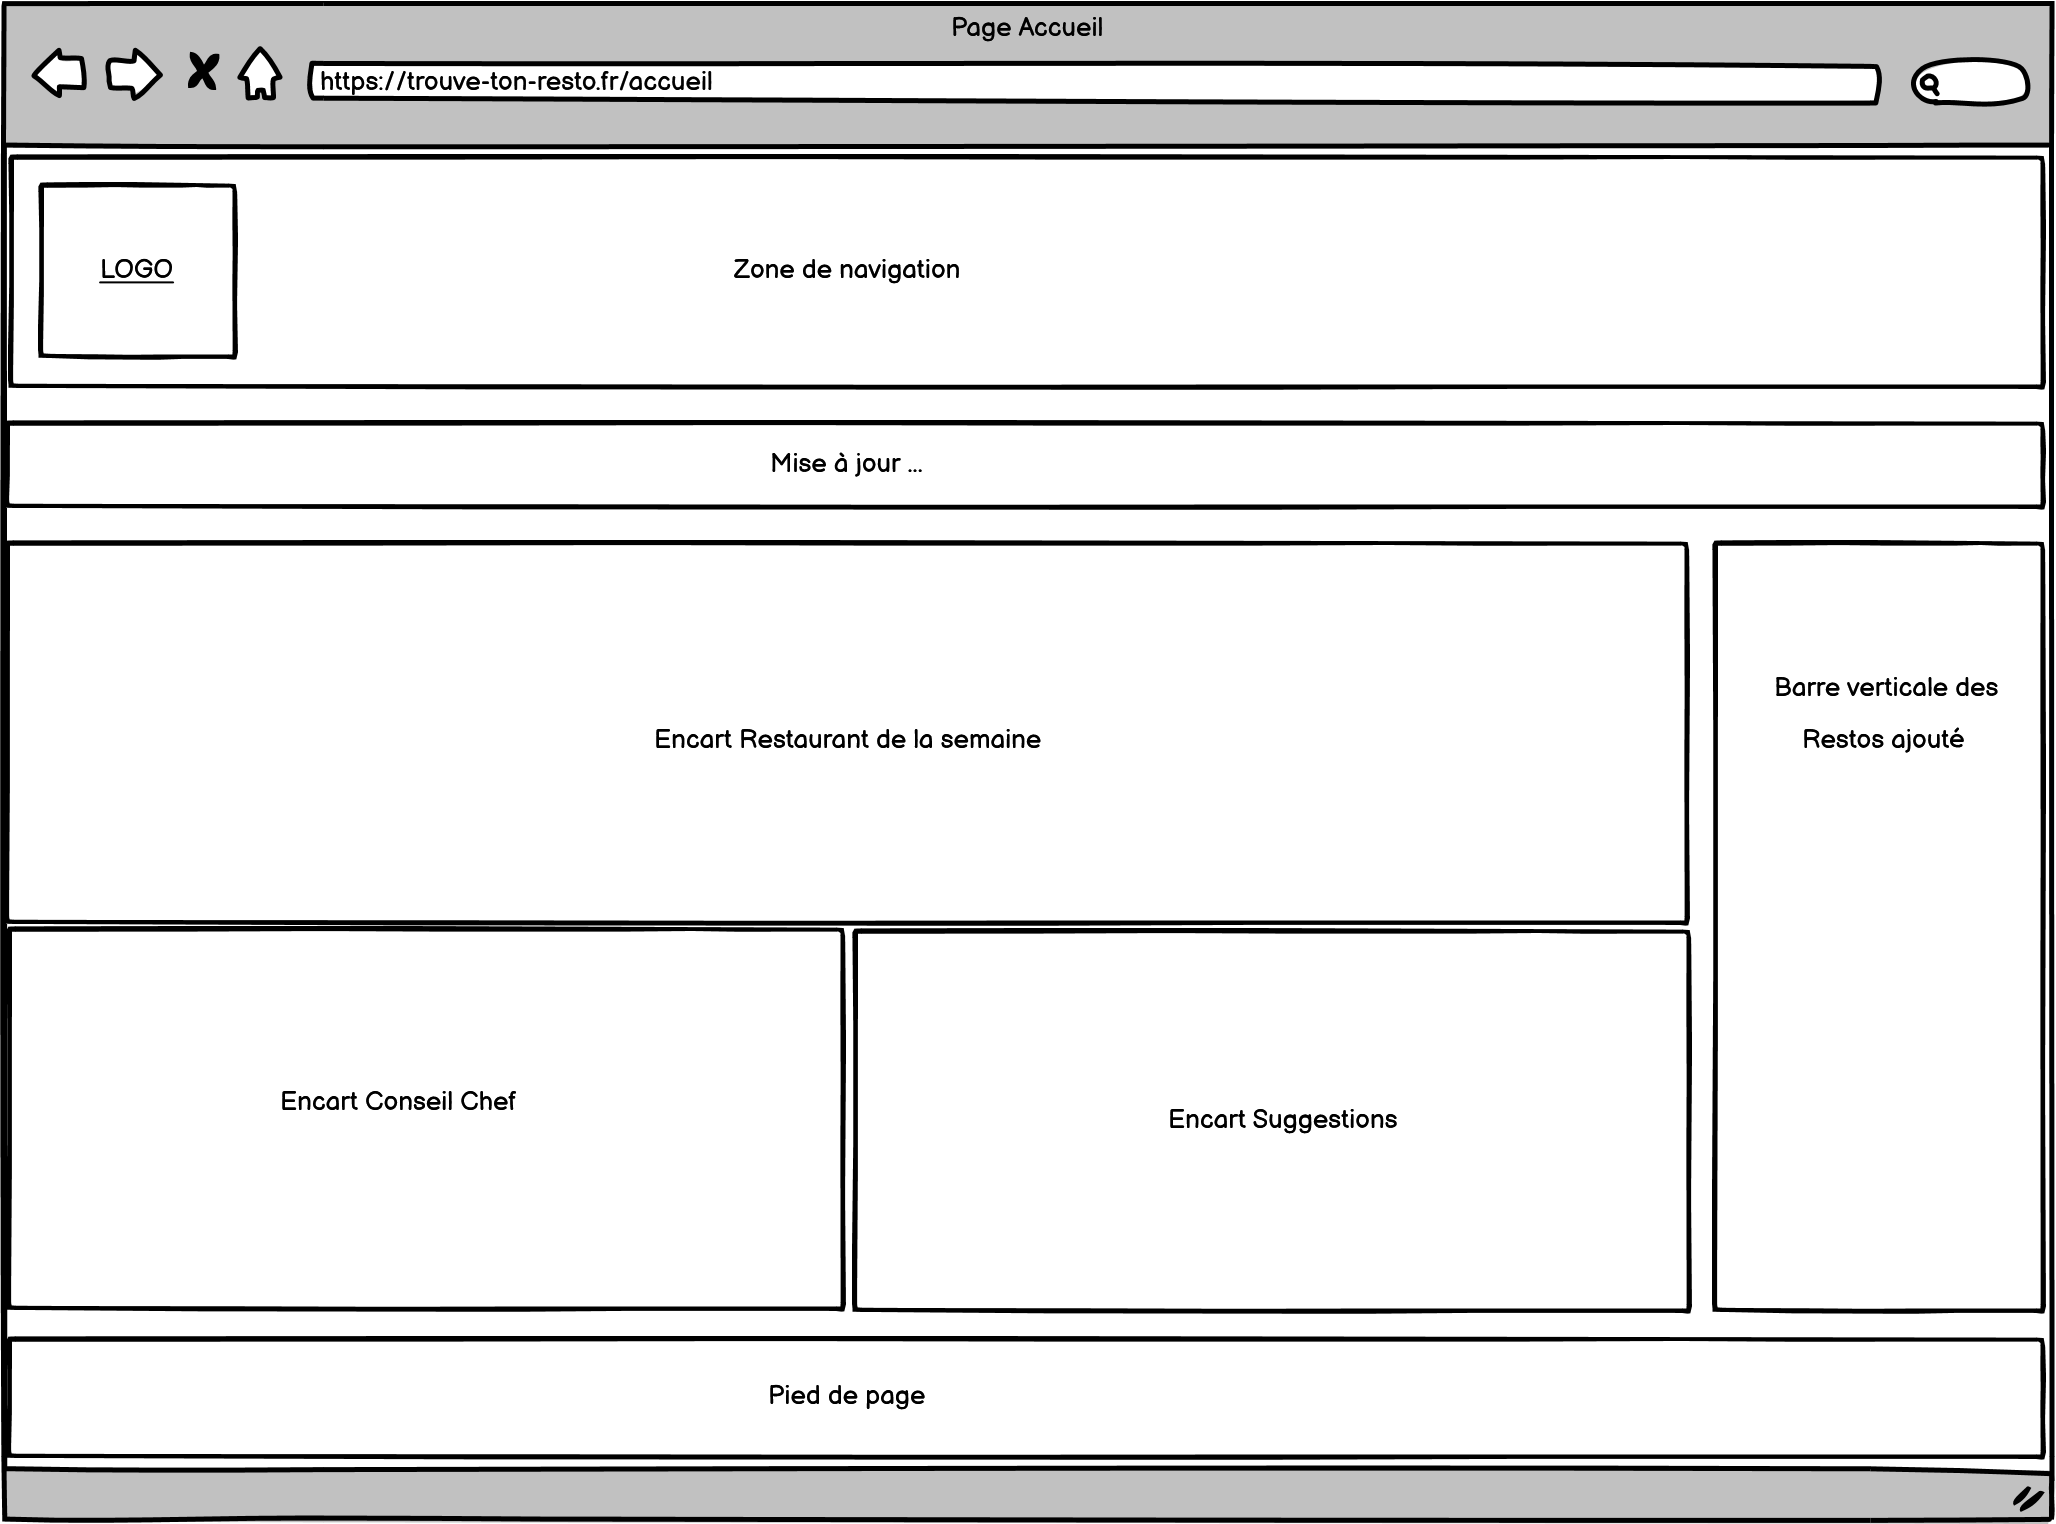 Page Accueil
https://trouve-ton-resto.fr/accueil
LOGO
Zone de navigation
Mise à jour ...
Encart Restaurant de la semaine
Barre verticale des
Restos ajouté
Encart Conseil Chef
Encart Suggestions
Pied de page